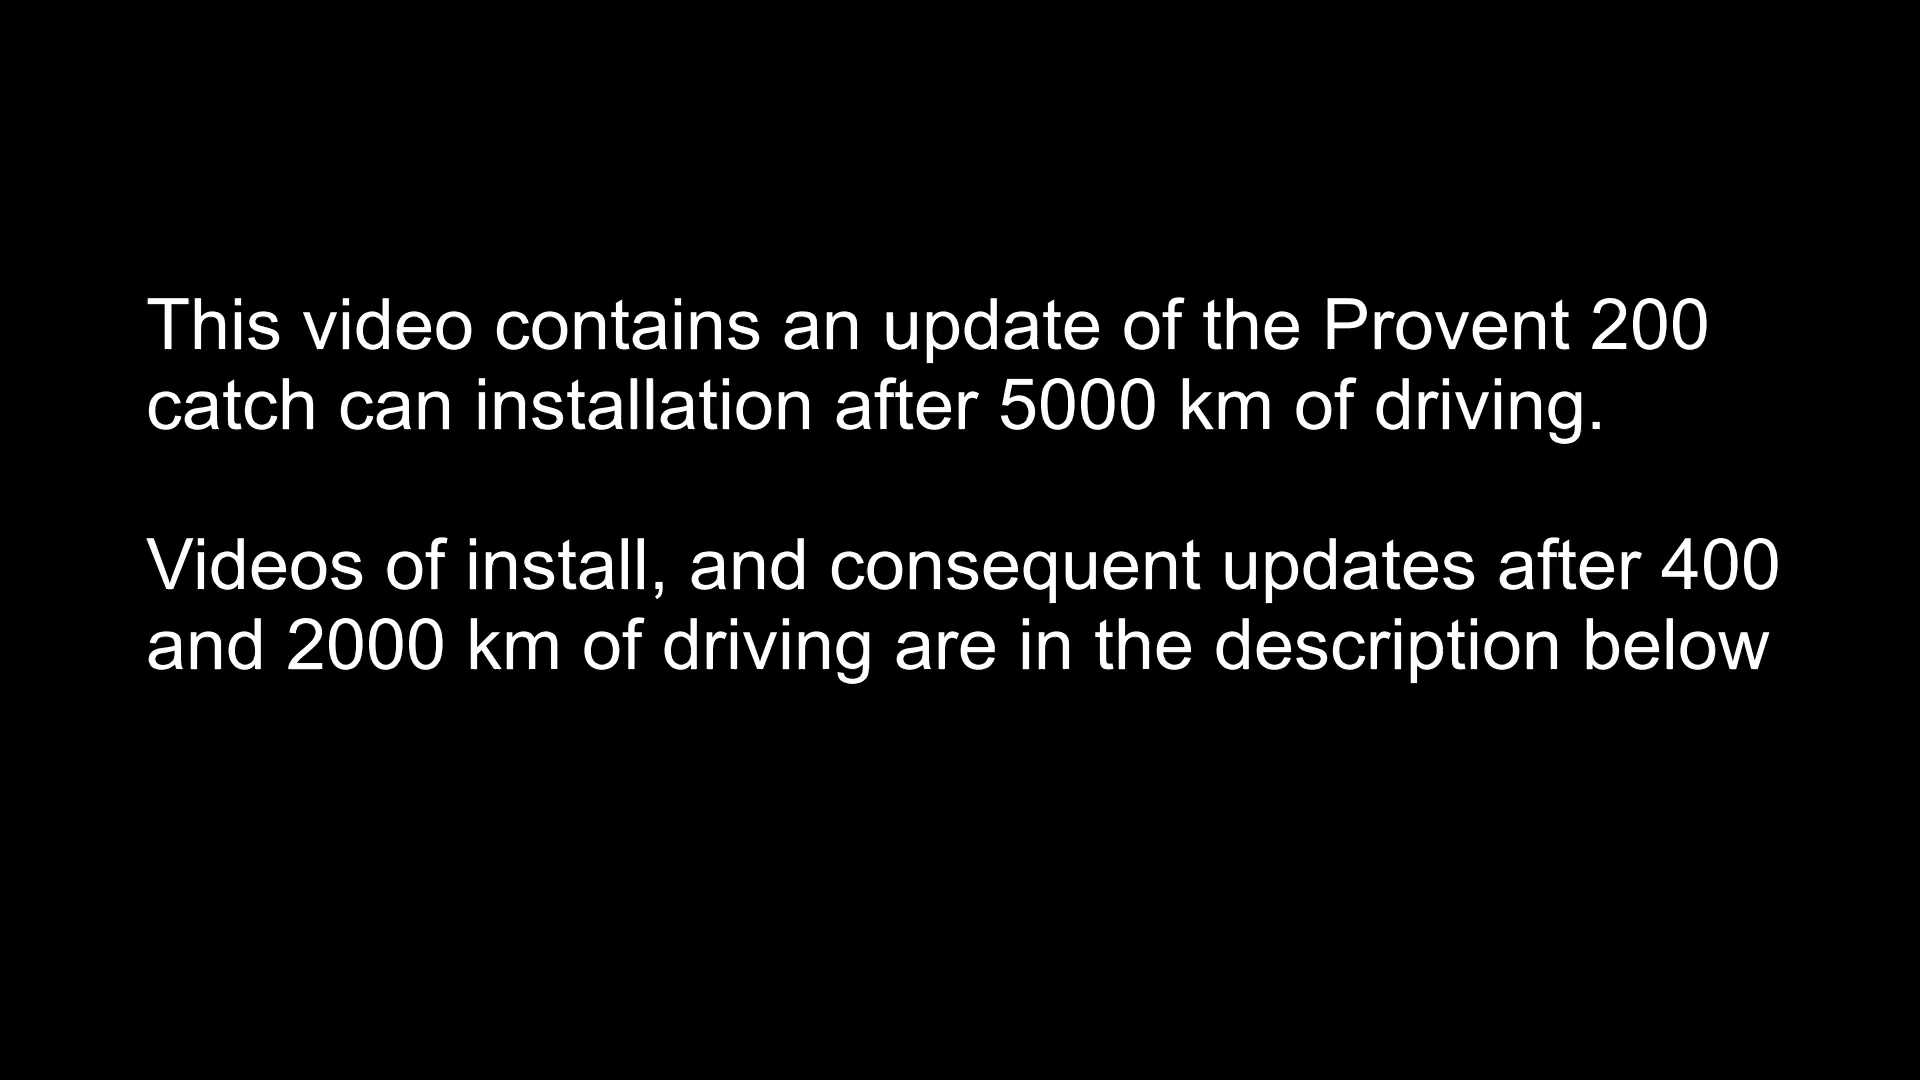 This video contains an update of the Provent 200
catch can installation after 5000 km of driving.
Videos of install, and consequent updates after 400
and 2000 km of driving are in the description below